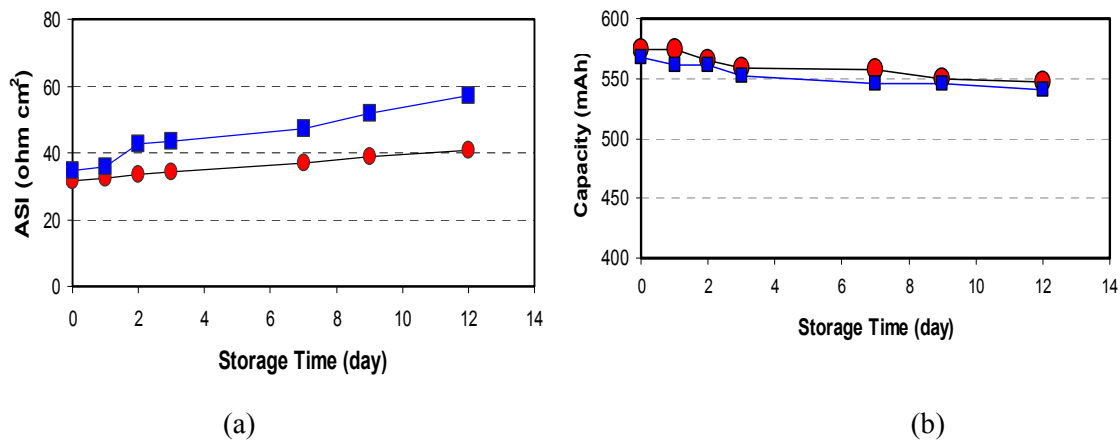 80
60
40
20
0
ASI (ohm cm²)
0 2 4 6 8 10 12 14
Storage Time (day)
(a)
600
550
500
450
400
Capacity (mAh)
0 2 4 6 8 10 12 14
Storage Time (day)
(b)